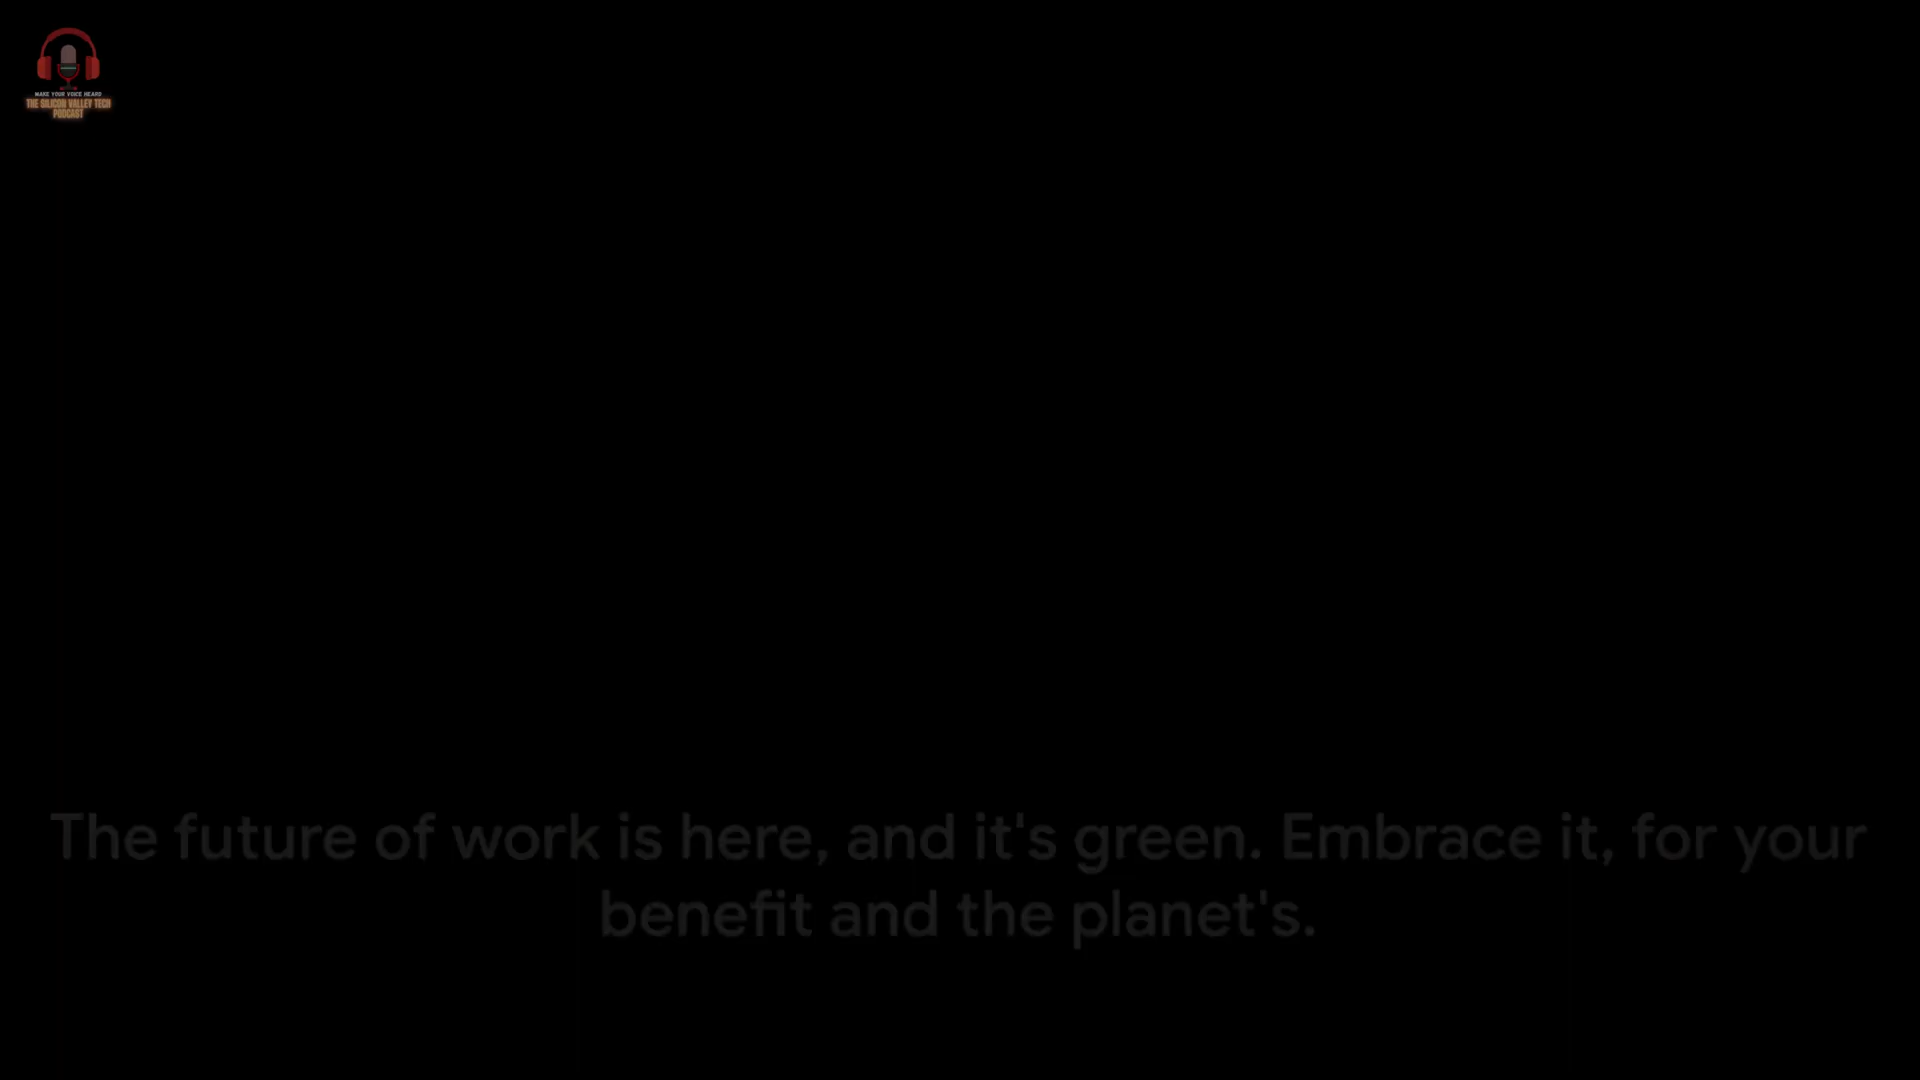 MAKE YOUR VOICE HEARD
THE SILICON VALLEY TECH
PODCAST
The future of work is here, and it's green. Embrace it, for your
benefit and the planet's.